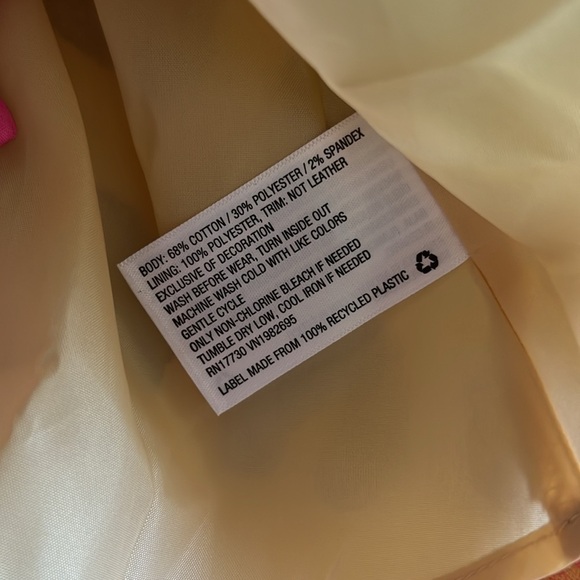 BODY: 68% COTTON / 30% POLYESTER / 2% SPANDEX
LINING: 100% POLYESTER, TRIM: NOT LEATHER
EXCLUSIVE OF DECORATION
WASH BEFORE WEAR, TURN INSIDE OUT
MACHINE WASH COLD WITH LIKE COLORS
GENTLE CYCLE
ONLY NON-CHLORINE BLEACH IF NEEDED
TUMBLE DRY LOW, COOL IRON IF NEEDED
RN17730 VN1982695
LABEL MADE FROM 100% RECYCLED PLASTIC